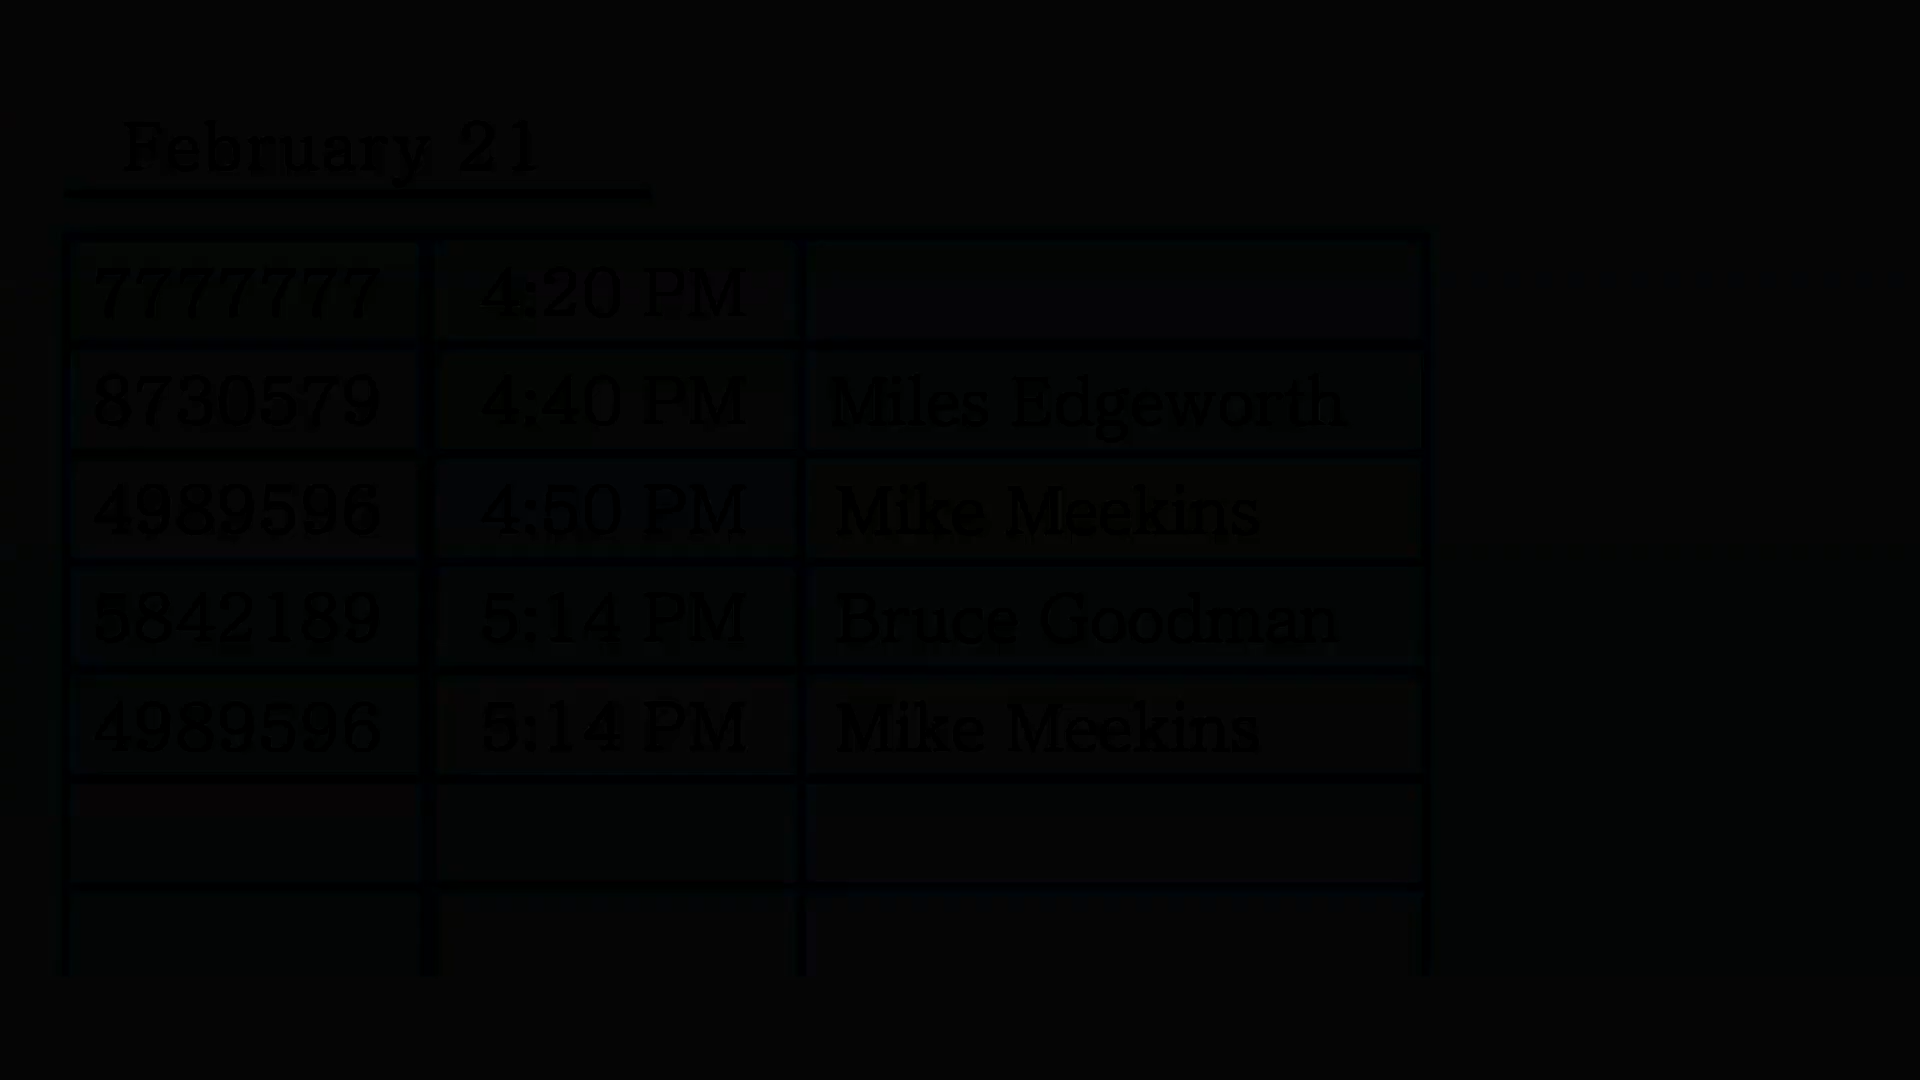 February 21
7777777 4:20 PM
8730579 4:40 PM Miles Edgeworth
4989596 4:50 PM Mike Meekins
5842189 5:14 PM Bruce Goodman
4989596 5:14 PM Mike Meekins